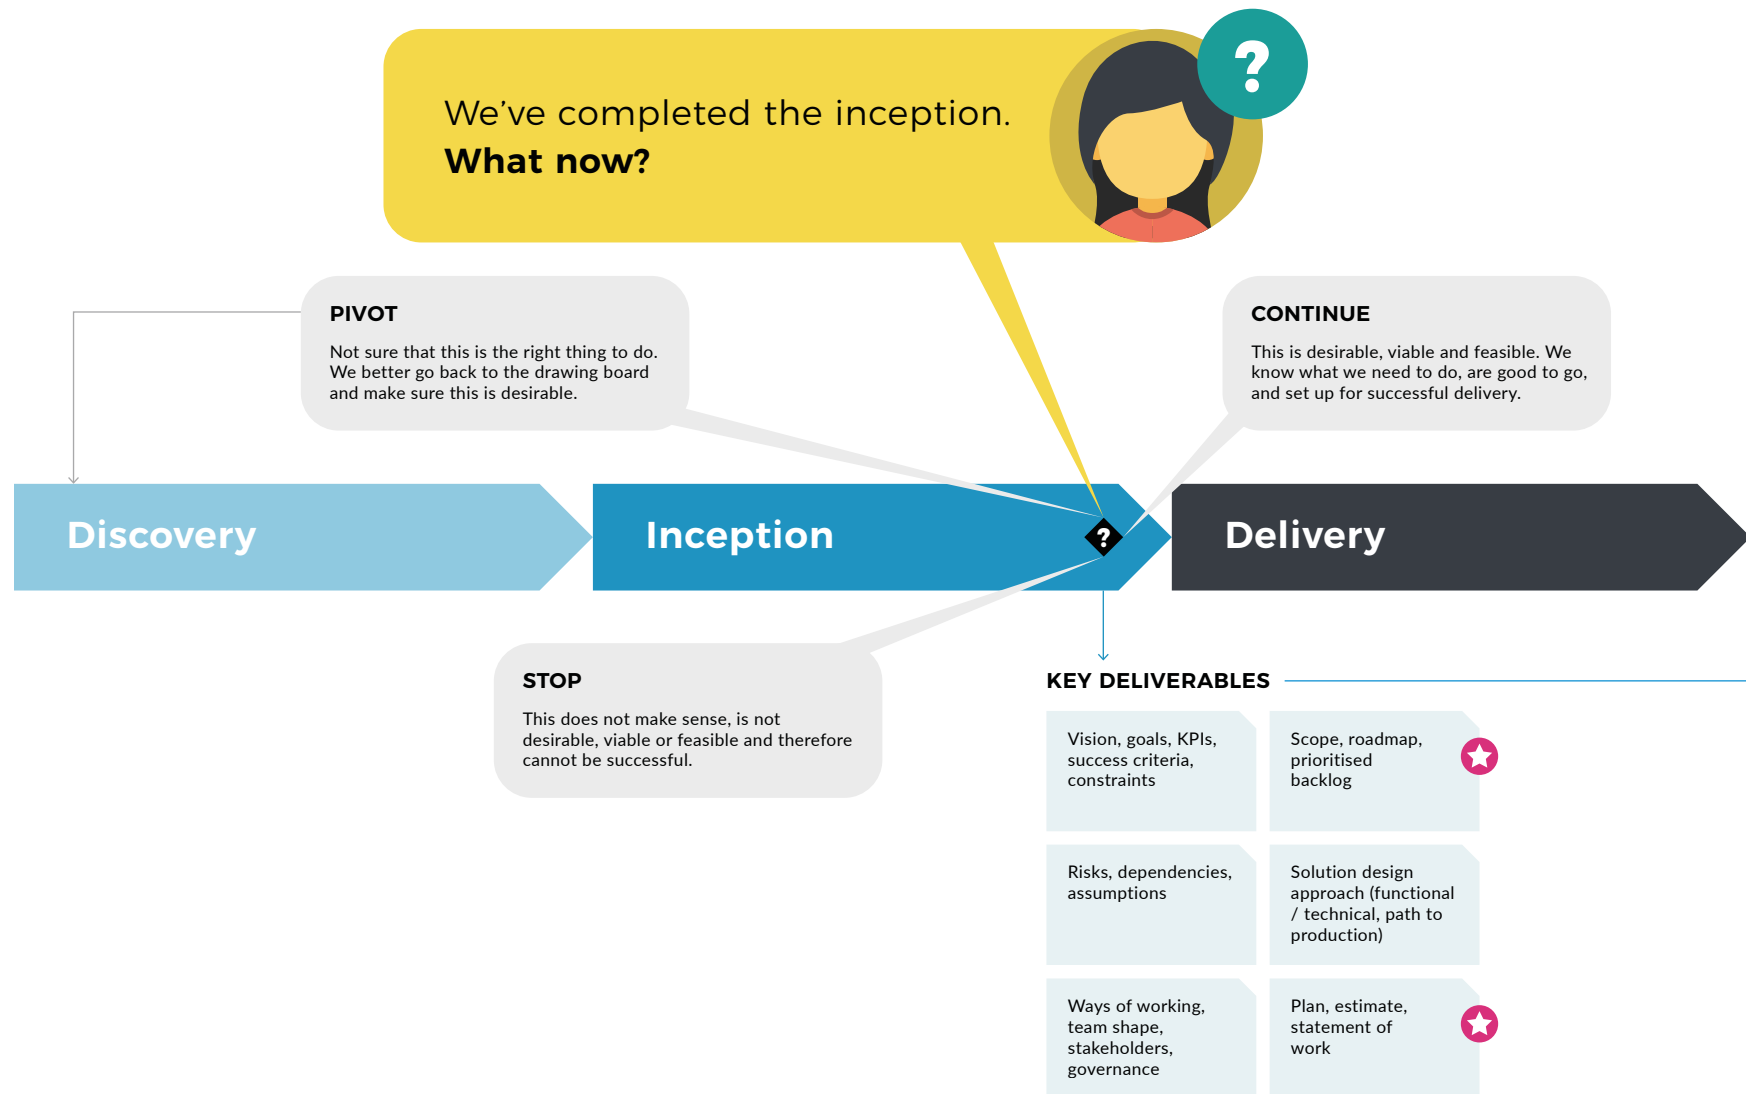 ?
We've completed the inception.
What now?
PIVOT
Not sure that this is the right thing to do.
We better go back to the drawing board
and make sure this is desirable.
CONTINUE
This is desirable, viable and feasible. We
know what we need to do, are good to go,
and set up for successful delivery.
Discovery
Inception
?
Delivery
STOP
This does not make sense, is not
desirable, viable or feasible and therefore
cannot be successful.
KEY DELIVERABLES
Vision, goals, KPIs,
success criteria,
constraints
Scope, roadmap,
prioritised
backlog
Risks, dependencies,
assumptions
Solution design
approach (functional
/ technical, path to
production)
Ways of working,
team shape,
stakeholders,
governance
Plan, estimate,
statement of
work